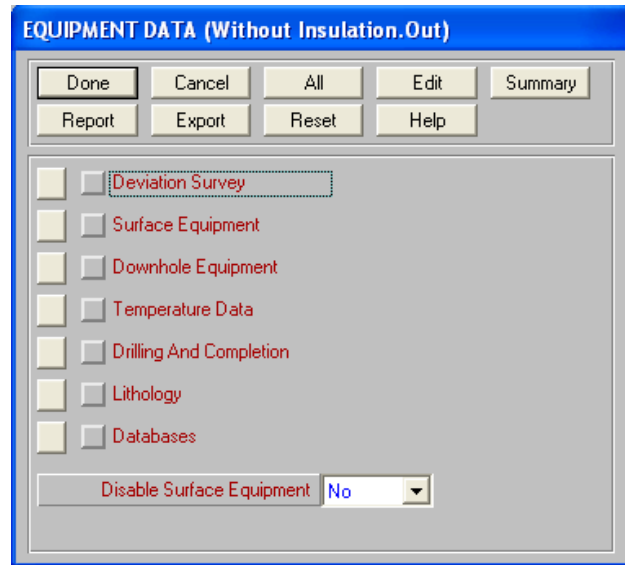 EQUIPMENT DATA (Without Insulation.Out)
Done Cancel All Edit Summary
Report Export Reset Help
Deviation Survey
Surface Equipment
Downhole Equipment
Temperature Data
Drilling And Completion
Lithology
Databases
Disable Surface Equipment No